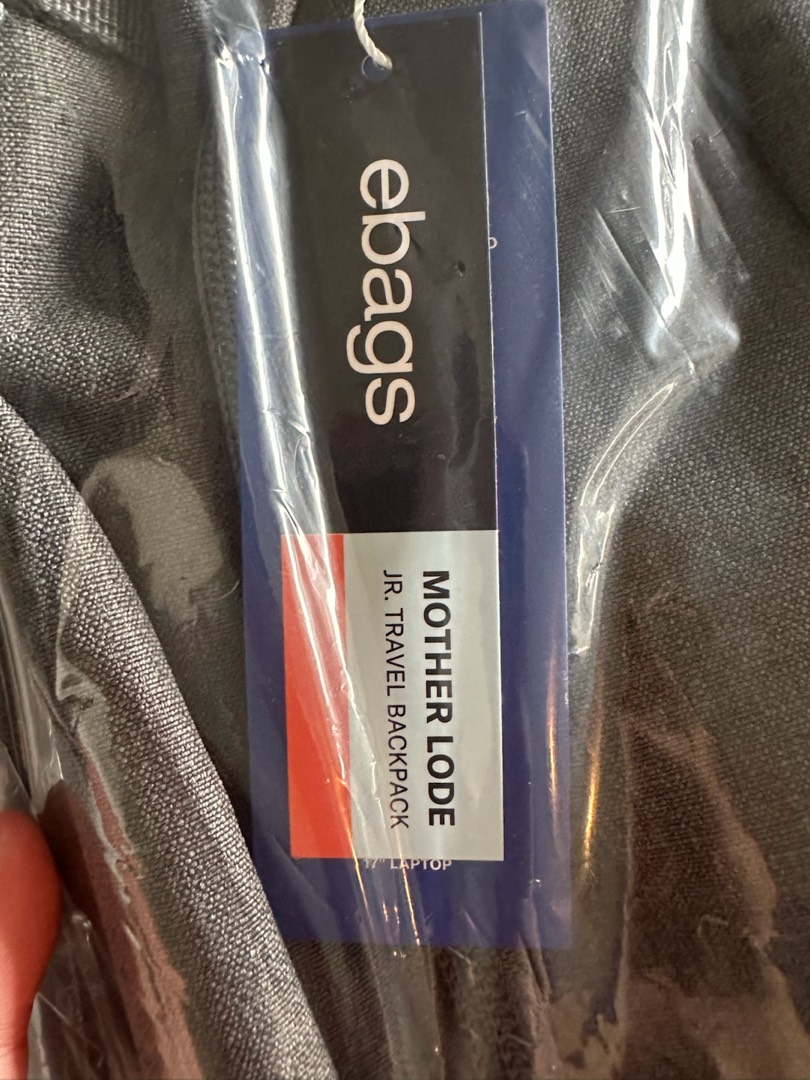 ebags
MOTHER LODE
JR. TRAVEL BACKPACK
17" LAPTOP